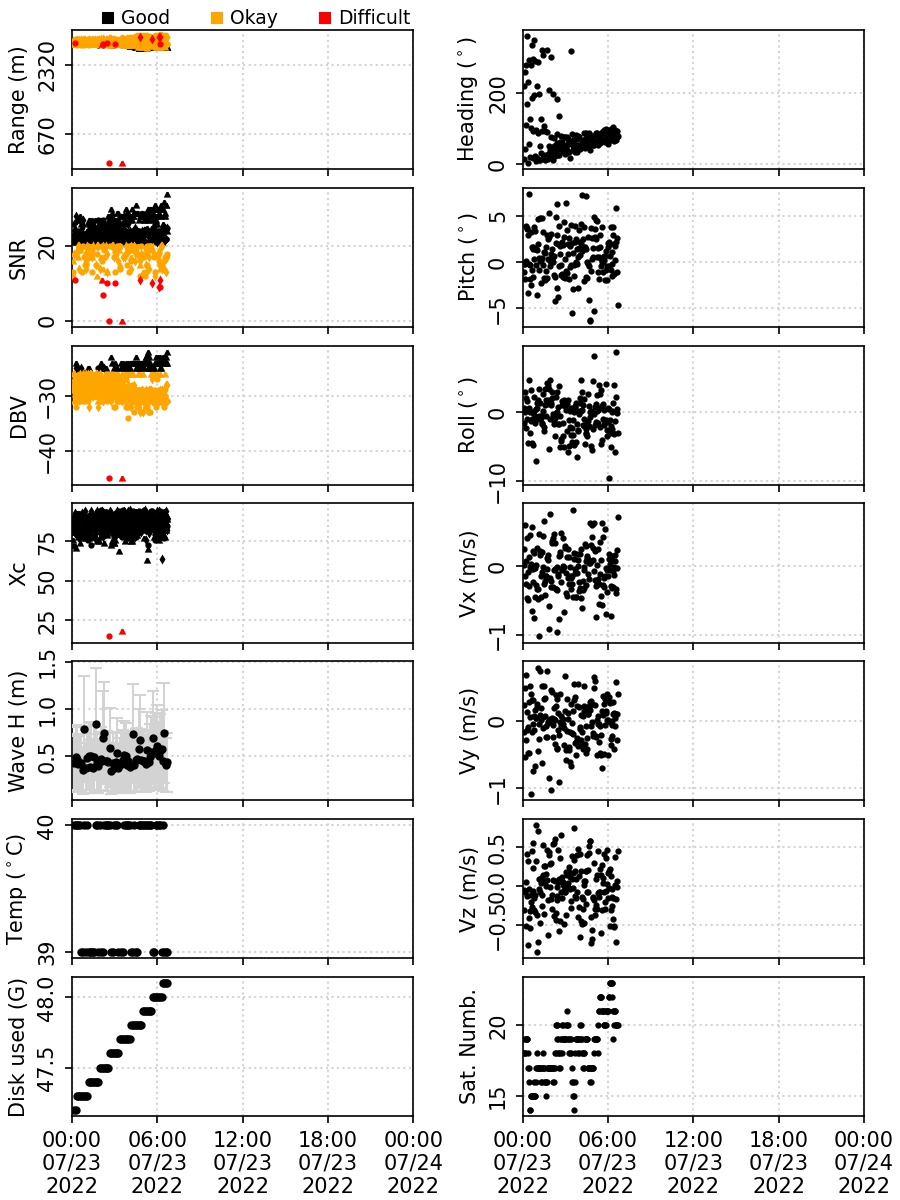 Good Okay Difficult
Range (m)
2320
670
Heading (°)
200
0
SNR
20
0
Pitch (°)
5
0
−5
DBV
−30
−40
Roll (°)
0
−10
Xc
75
50
25
Vx (m/s)
0
−1
Wave H (m)
1.5
1.0
0.5
Vy (m/s)
0
−1
Temp (°C)
40
39
Vz (m/s)
0.5
0.0
−0.5
Disk used (G)
48.0
47.5
Sat. Numb.
20
15
00:00 06:00 12:00 18:00 00:00
07/23 07/23 07/23 07/23 07/24
2022 2022 2022 2022 2022
00:00 06:00 12:00 18:00 00:00
07/23 07/23 07/23 07/23 07/24
2022 2022 2022 2022 2022